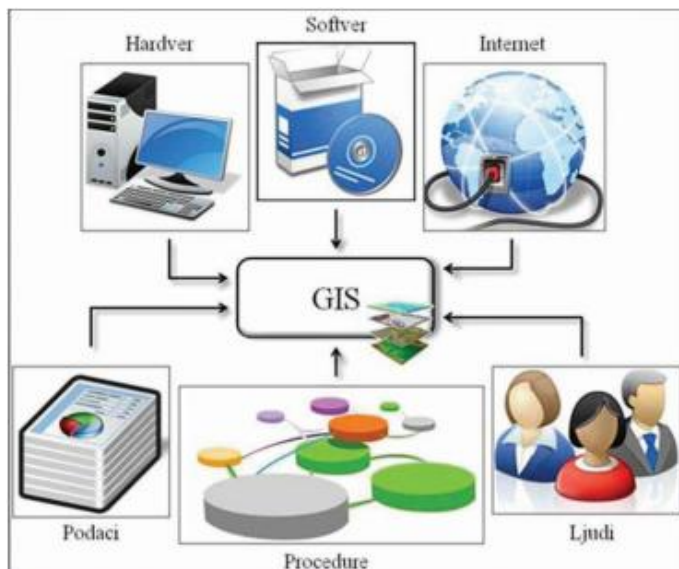 Hardver
Softver
Internet
GIS
Podaci
Procedure
Ljudi